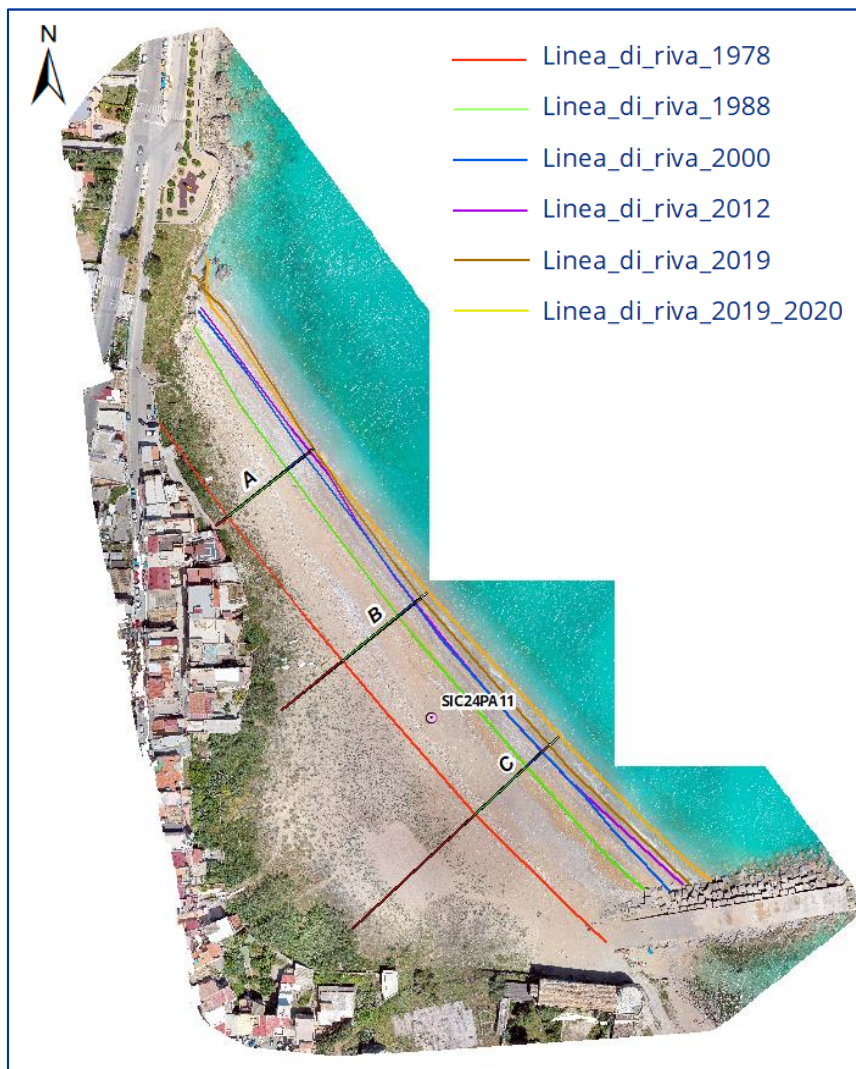 N
Linea_di_riva_1978
Linea_di_riva_1988
Linea_di_riva_2000
Linea_di_riva_2012
Linea_di_riva_2019
Linea_di_riva_2019_2020
A
B
SIC24PA11
C